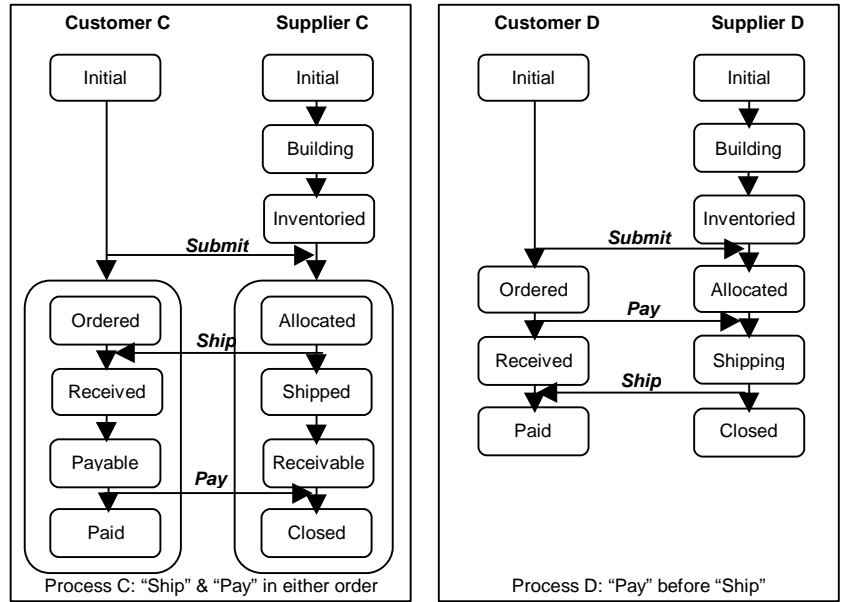 Customer C Supplier C
Initial Initial
Building
Inventoried
Submit
Ordered Allocated
Ship
Received Shipped
Payable Receivable
Pay
Paid Closed
Process C: “Ship” & “Pay” in either order
Customer D Supplier D
Initial Initial
Building
Inventoried
Submit
Ordered Allocated
Pay
Received Shipping
Ship
Paid Closed
Process D: “Pay” before “Ship”